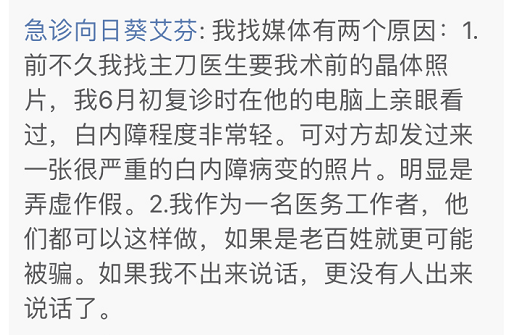 急诊向日葵艾芬: 我找媒体有两个原因：1.
前不久我找主刀医生要我术前的晶体照
片，我6月初复诊时在他的电脑上亲眼看
过，白内障程度非常轻。可对方却发过来
一张很严重的白内障病变的照片。明显是
弄虚作假。2.我作为一名医务工作者，他
们都可以这样做，如果是老百姓就更可能
被骗。如果我不出来说话，更没有人出来
说话了。